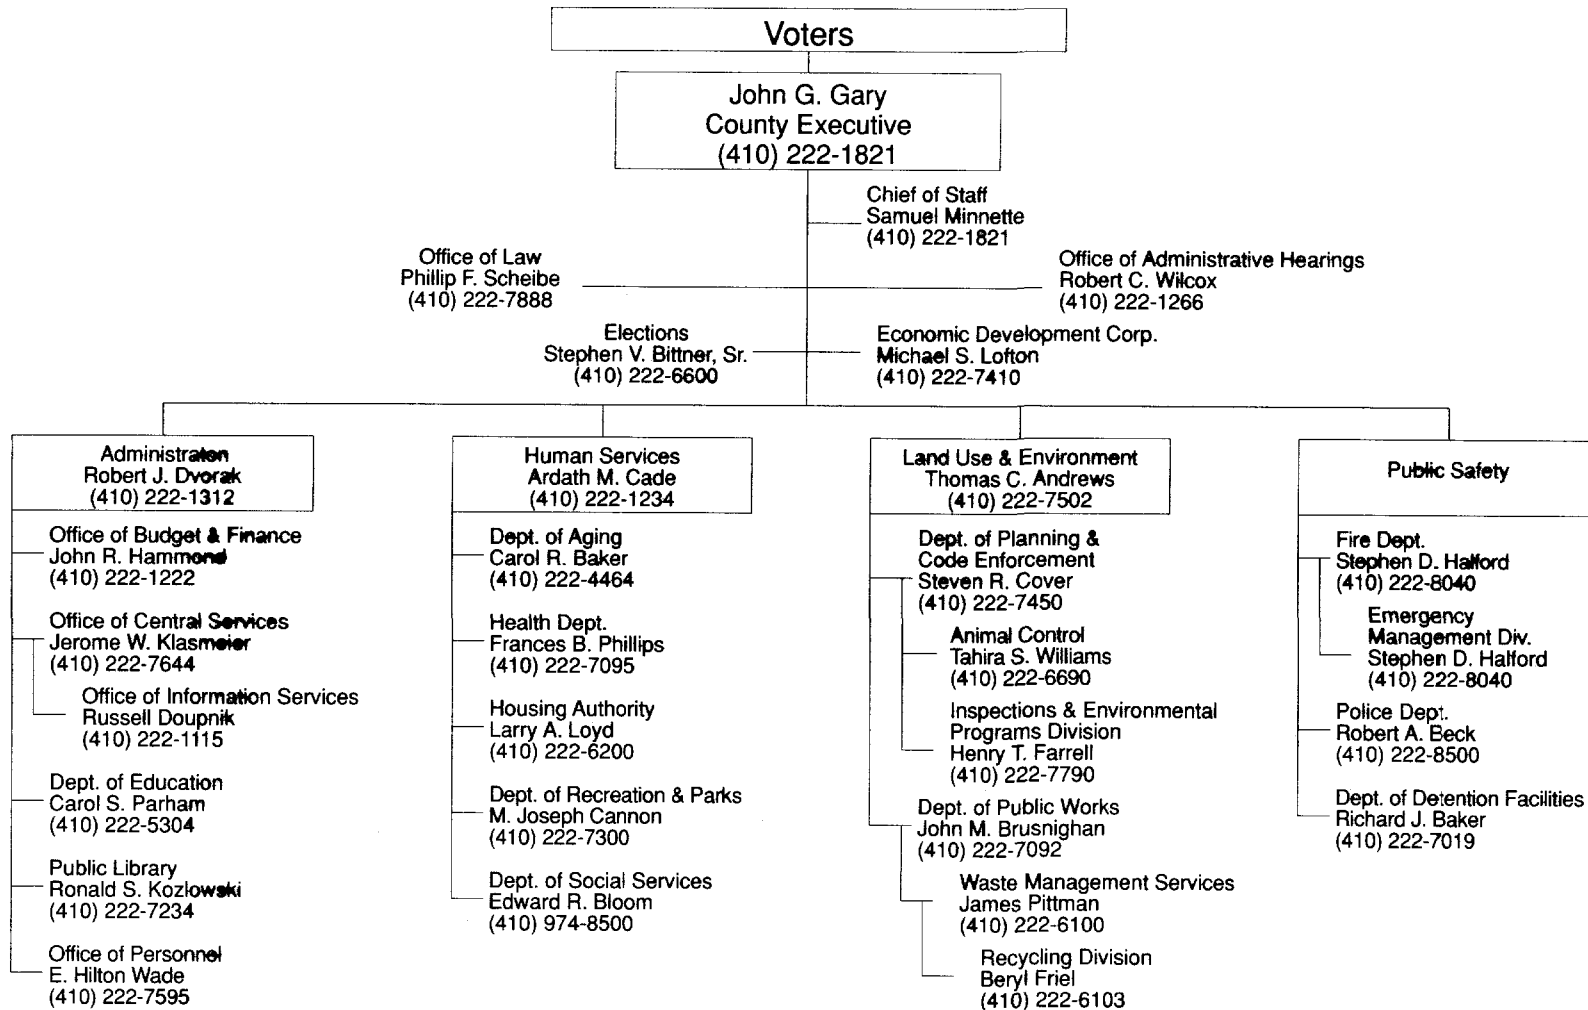 Voters
John G. Gary
County Executive
(410) 222-1821
Chief of Staff
Samuel Minnette
(410) 222-1821
Office of Law
Phillip F. Scheibe
(410) 222-7888
Office of Administrative Hearings
Robert C. Wilcox
(410) 222-1266
Elections
Stephen V. Bittner, Sr.
(410) 222-6600
Economic Development Corp.
Michael S. Lofton
(410) 222-7410
Administraton
Robert J. Dvorak
(410) 222-1312
Office of Budget & Finance
John R. Hammond
(410) 222-1222
Office of Central Services
Jerome W. Klasmeier
(410) 222-7644
Office of Information Services
Russell Doupnik
(410) 222-1115
Dept. of Education
Carol S. Parham
(410) 222-5304
Public Library
Ronald S. Kozlowski
(410) 222-7234
Office of Personnel
E. Hilton Wade
(410) 222-7595
Human Services
Ardath M. Cade
(410) 222-1234
Dept. of Aging
Carol R. Baker
(410) 222-4464
Health Dept.
Frances B. Phillips
(410) 222-7095
Housing Authority
Larry A. Loyd
(410) 222-6200
Dept. of Recreation & Parks
M. Joseph Cannon
(410) 222-7300
Dept. of Social Services
Edward R. Bloom
(410) 974-8500
Land Use & Environment
Thomas C. Andrews
(410) 222-7502
Dept. of Planning &
Code Enforcement
Steven R. Cover
(410) 222-7450
Animal Control
Tahira S. Williams
(410) 222-6690
Inspections & Environmental
Programs Division
Henry T. Farrell
(410) 222-7790
Dept. of Public Works
John M. Brusnighan
(410) 222-7092
Waste Management Services
James Pittman
(410) 222-6100
Recycling Division
Beryl Friel
(410) 222-6103
Public Safety
Fire Dept.
Stephen D. Halford
(410) 222-8040
Emergency
Management Div.
Stephen D. Halford
(410) 222-8040
Police Dept.
Robert A. Beck
(410) 222-8500
Dept. of Detention Facilities
Richard J. Baker
(410) 222-7019